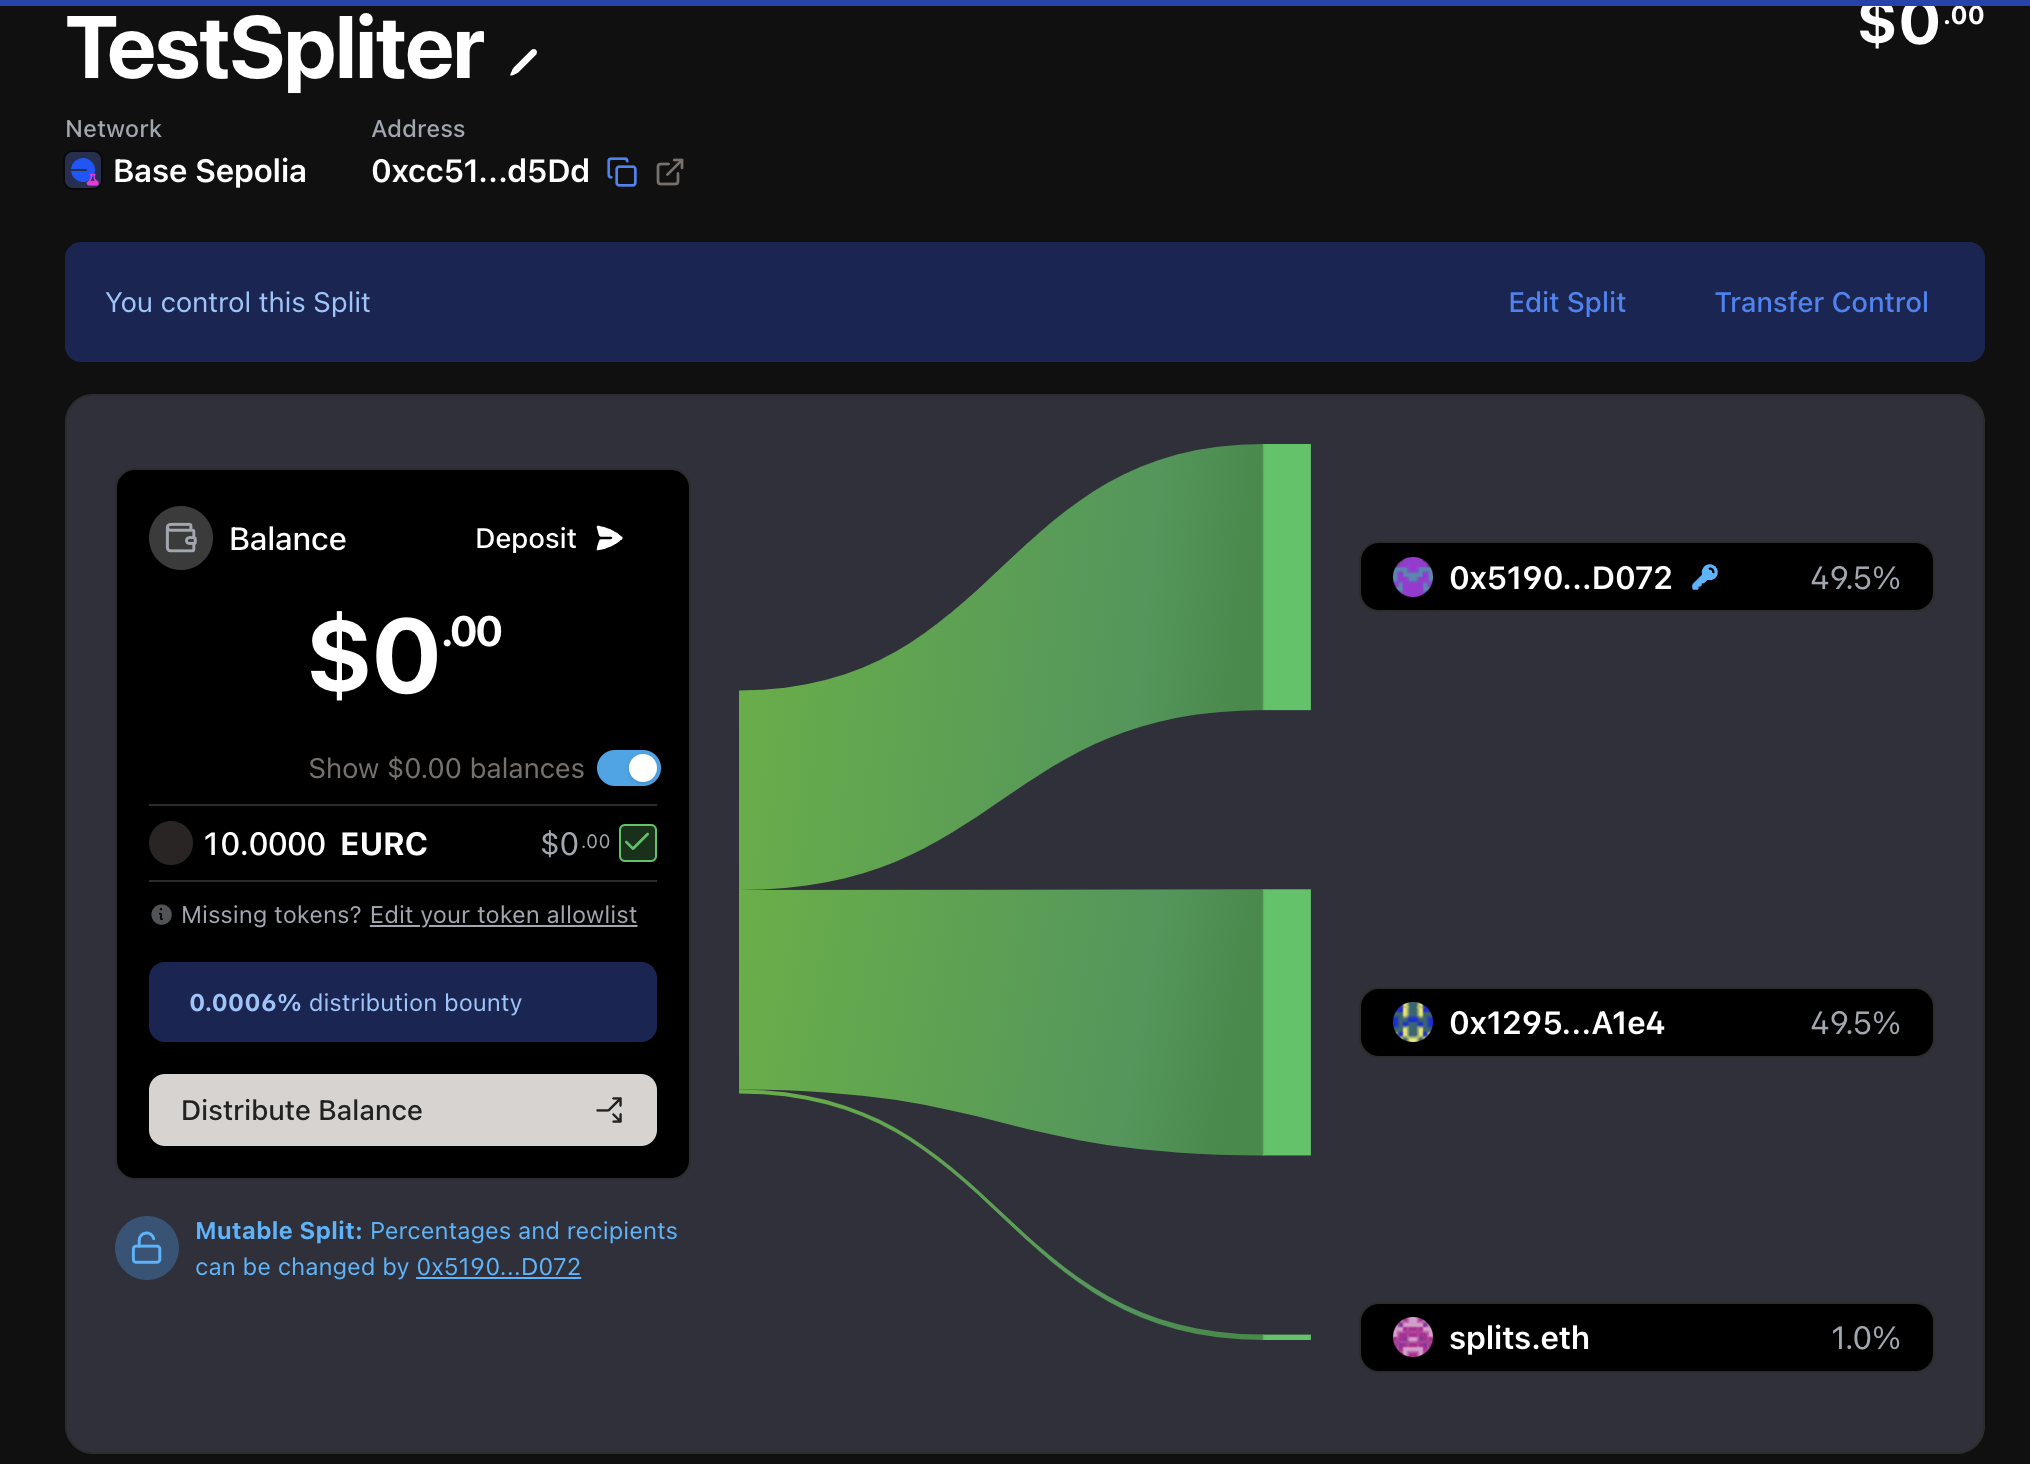 TestSpliter
$0.00
Network
Address
Base Sepolia
0xcc51...d5Dd
You control this Split
Edit Split
Transfer Control
Balance
Deposit
$0.00
Show $0.00 balances
10.0000 EURC
$0.00
Missing tokens? Edit your token allowlist
0.0006% distribution bounty
Distribute Balance
Mutable Split: Percentages and recipients
can be changed by 0x5190...D072
0x5190...D072
49.5%
0x1295...A1e4
49.5%
splits.eth
1.0%